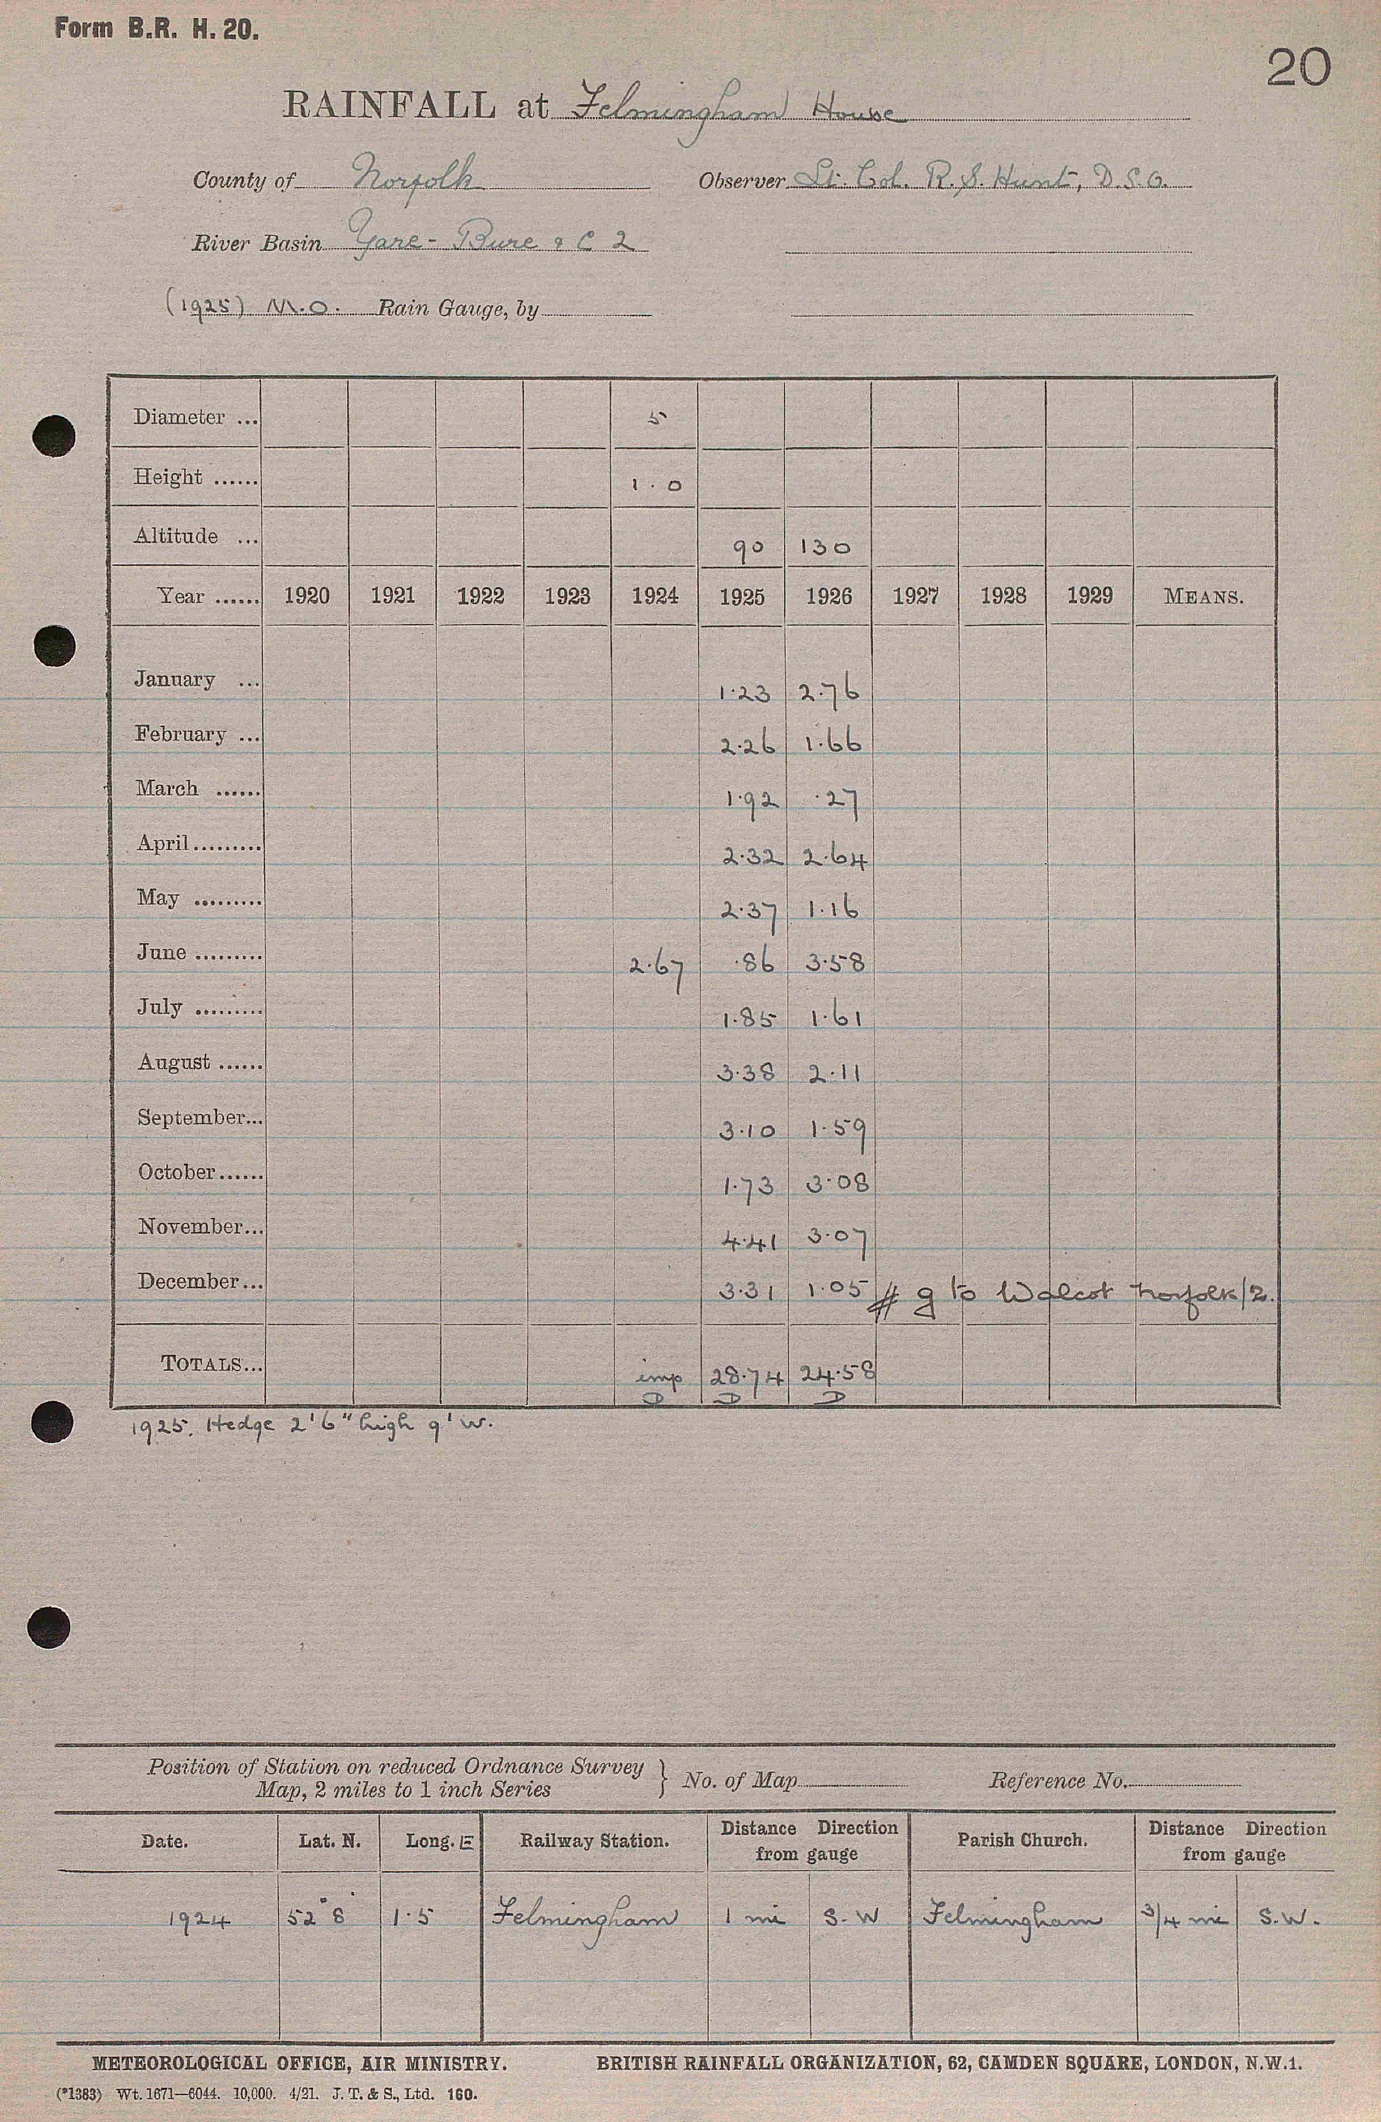 Form B.R. H. 20.
20
RAINFALL at Felmingham House
County of Norfolk Observer Lt. Col. R. S. Hunt, D.S.O.
River Basin Yare - Bure & C 2
(1925) M.O. Rain Gauge, by
Diameter ... 5
Height ...... 1.0
Altitude ... 90 130
Year ...... 1920 1921 1922 1923 1924 1925 1926 1927 1928 1929 MEANS.
January ... 1.23 2.76
February ... 2.26 1.66
March ...... 1.92 .27
April ......... 2.32 2.64
May ......... 2.37 1.16
June ......... 2.67 .86 3.58
July ......... 1.85 1.61
August ...... 3.38 2.11
September... 3.10 1.59
October...... 1.73 3.08
November... 4.41 3.07
December... 3.31 1.05 # g to Walcot Norfolk/2.
TOTALS... imp 28.74 24.58
D D D
1925. Hedge 2'6" high 9' W.
Position of Station on reduced Ordnance Survey
Map, 2 miles to 1 inch Series } No. of Map Reference No.
Date. Lat. N. Long. E Railway Station. Distance Direction from gauge Parish Church. Distance Direction from gauge
1924 52° 8' 1.5 Felmingham 1 mi S.W Felmingham 3/4 mi S.W.
METEOROLOGICAL OFFICE, AIR MINISTRY. BRITISH RAINFALL ORGANIZATION, 62, CAMDEN SQUARE, LONDON, N.W.1.
(*1383) Wt. 1671—6044. 10,000. 4/21. J. T. & S., Ltd. 160.